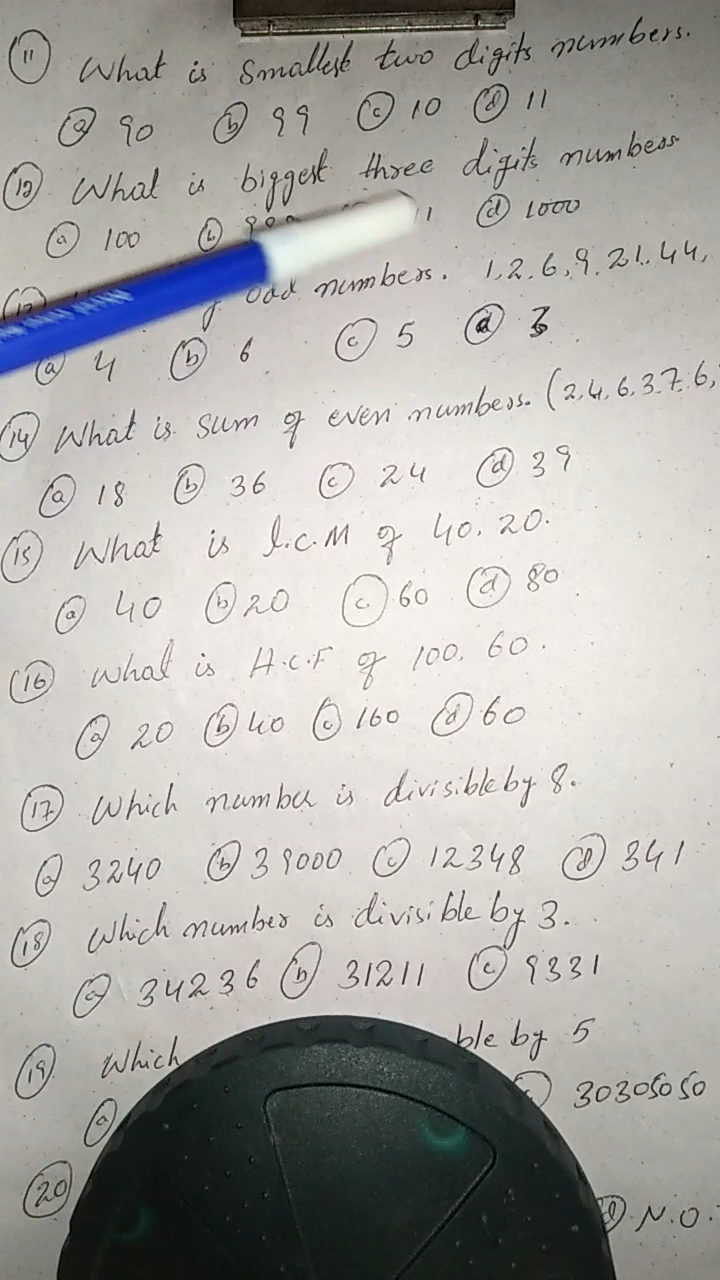 (11) What is smallest two digits numbers.
(a) 90 (b) 99 (c) 10 (d) 11
(12) What is biggest three digits numbers
(a) 100 (b) (d) 1000
odd numbers. 1,2,6,9,21,44,
(a) 4 (b) 6 (c) 5 (d) 3
(14) What is sum of even numbers. (2,4,6,3,7,6,
(a) 18 (b) 36 (c) 24 (d) 39
(15) What is l.c.M of 40, 20.
(a) 40 (b) 20 (c) 60 (d) 80
(16) What is H.C.F of 100, 60.
(a) 20 (b) 40 (c) 160 (d) 60
(17) Which number is divisible by 8.
(a) 3240 (b) 39000 (c) 12348 (d) 341
(18) Which number is divisible by 3.
(a) 34236 (b) 31211 (c) 9331
(19) Which ble by 5
(a) 30305050
(20) (d) N.O.